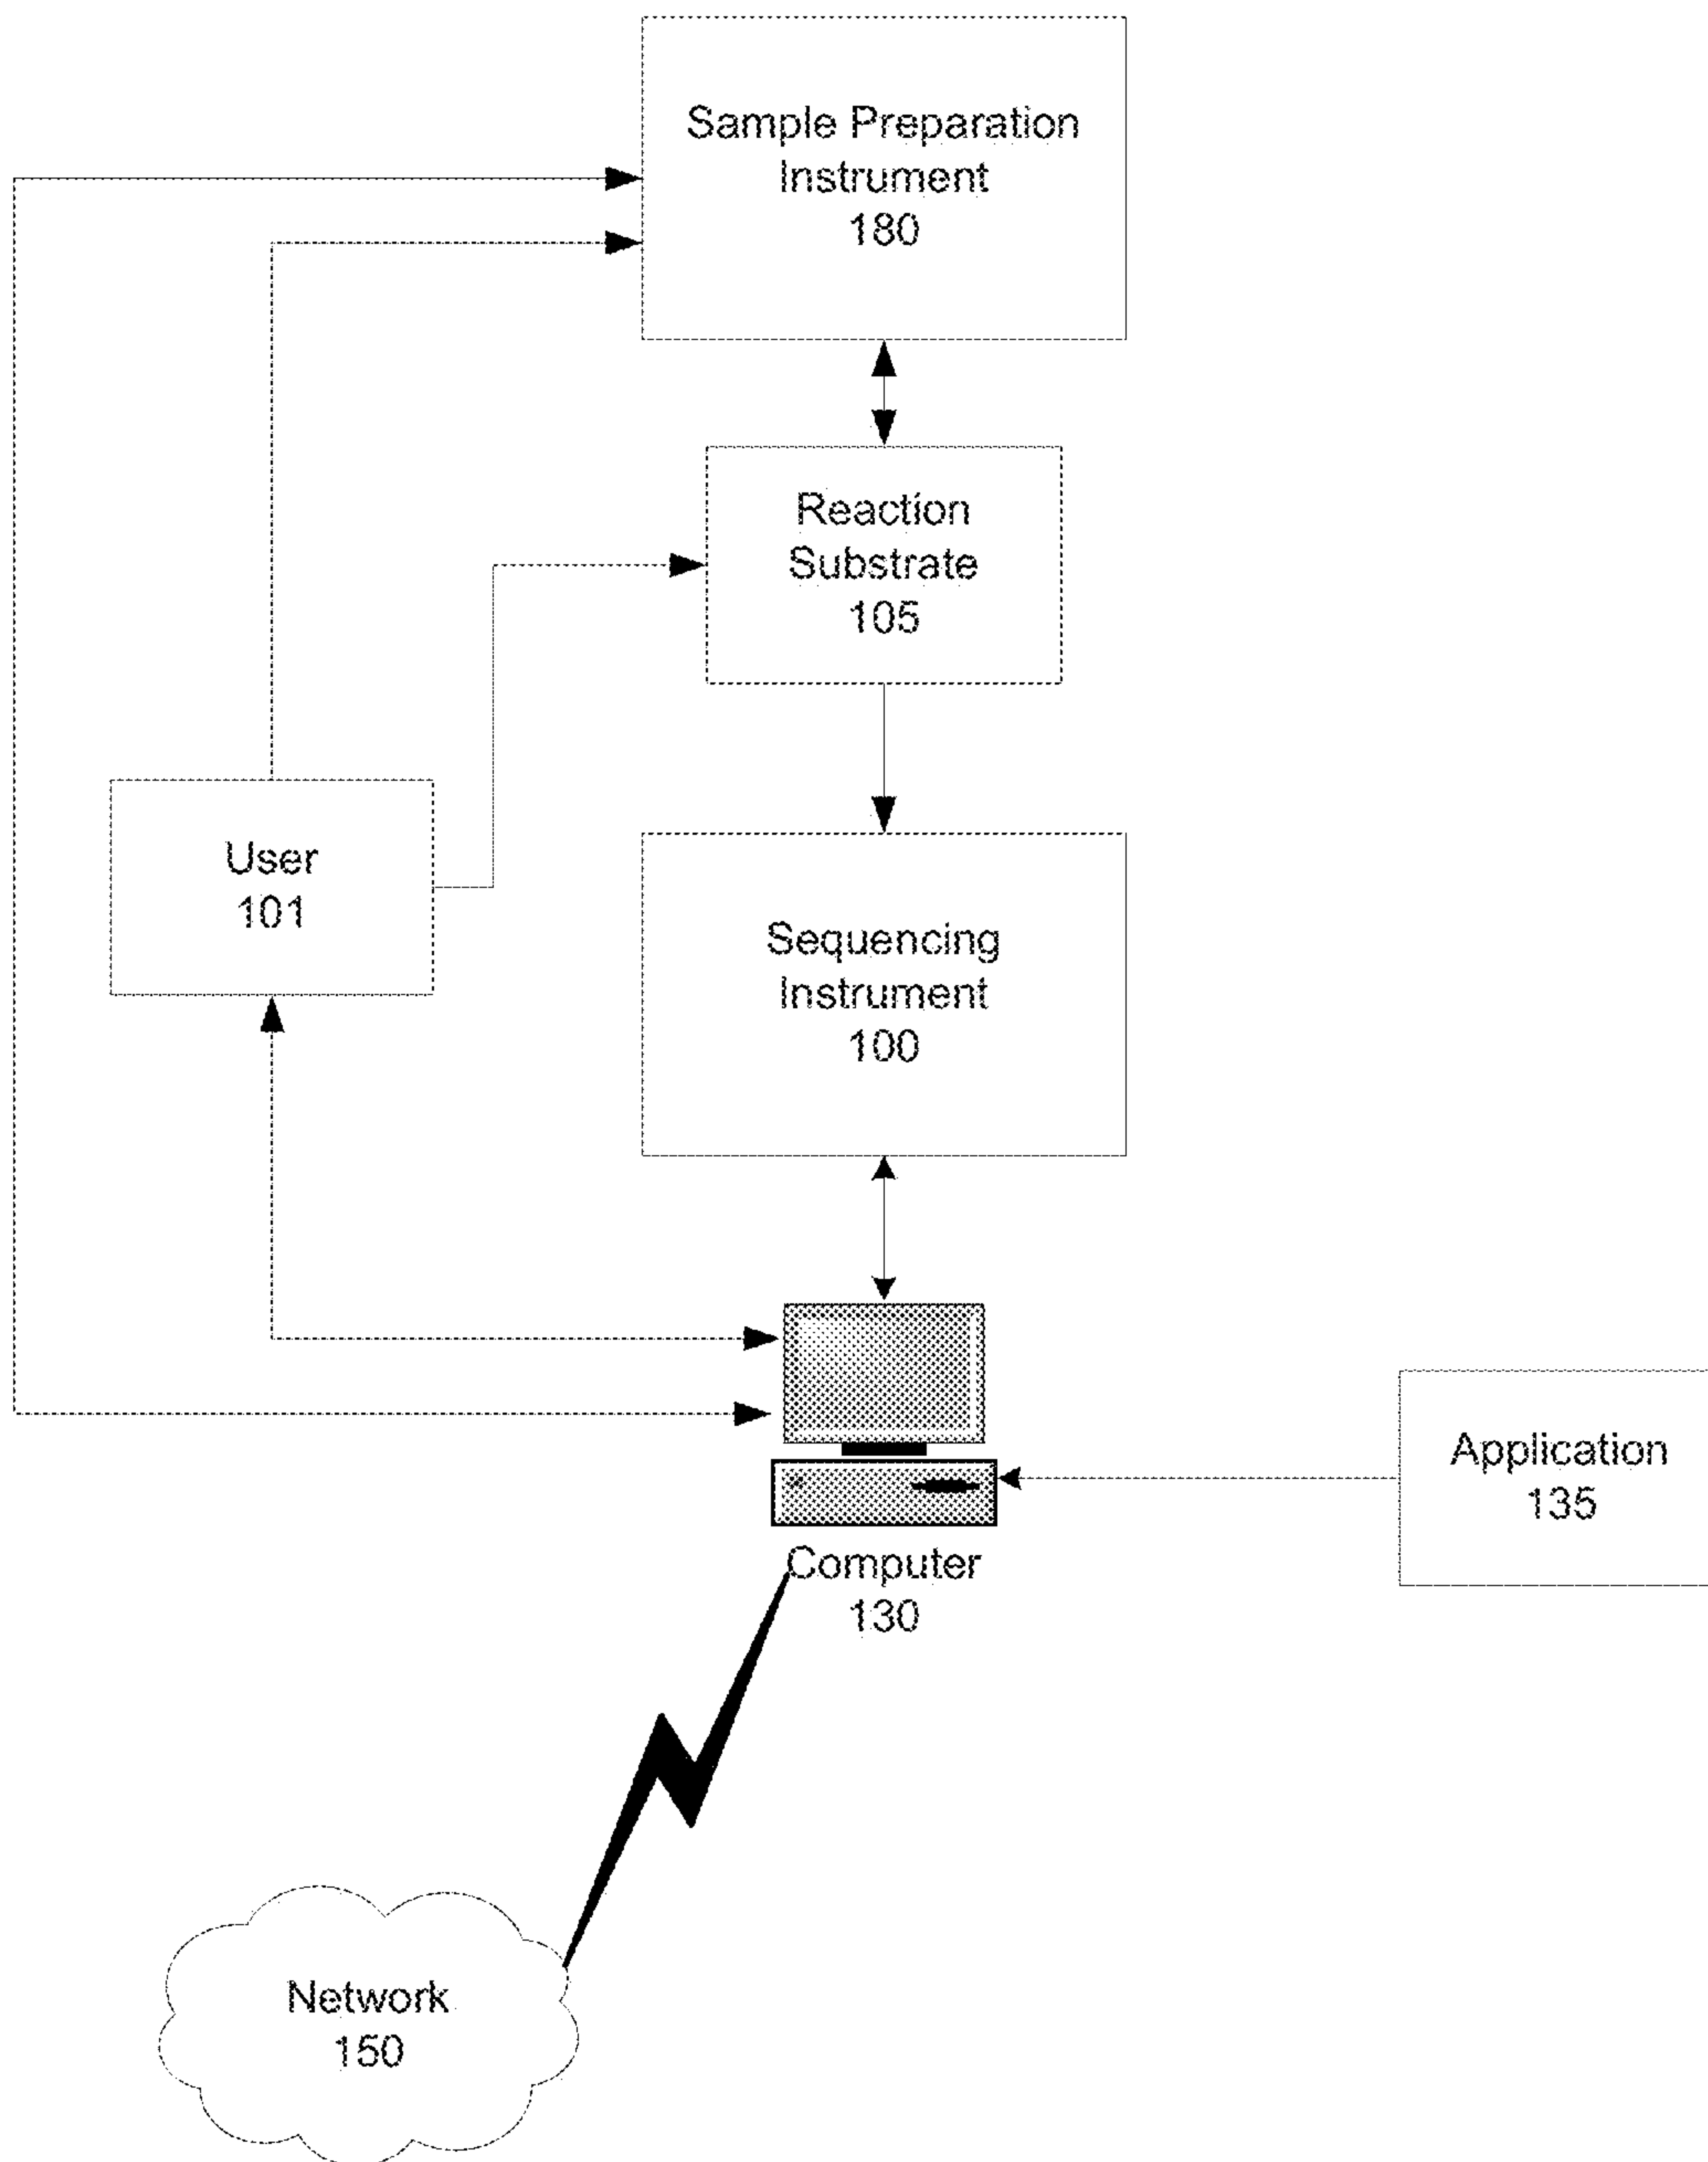 Sample Preparation
Instrument
180
Reaction
Substrate
105
User
101
Sequencing
Instrument
100
Application
135
Computer
130
Network
150